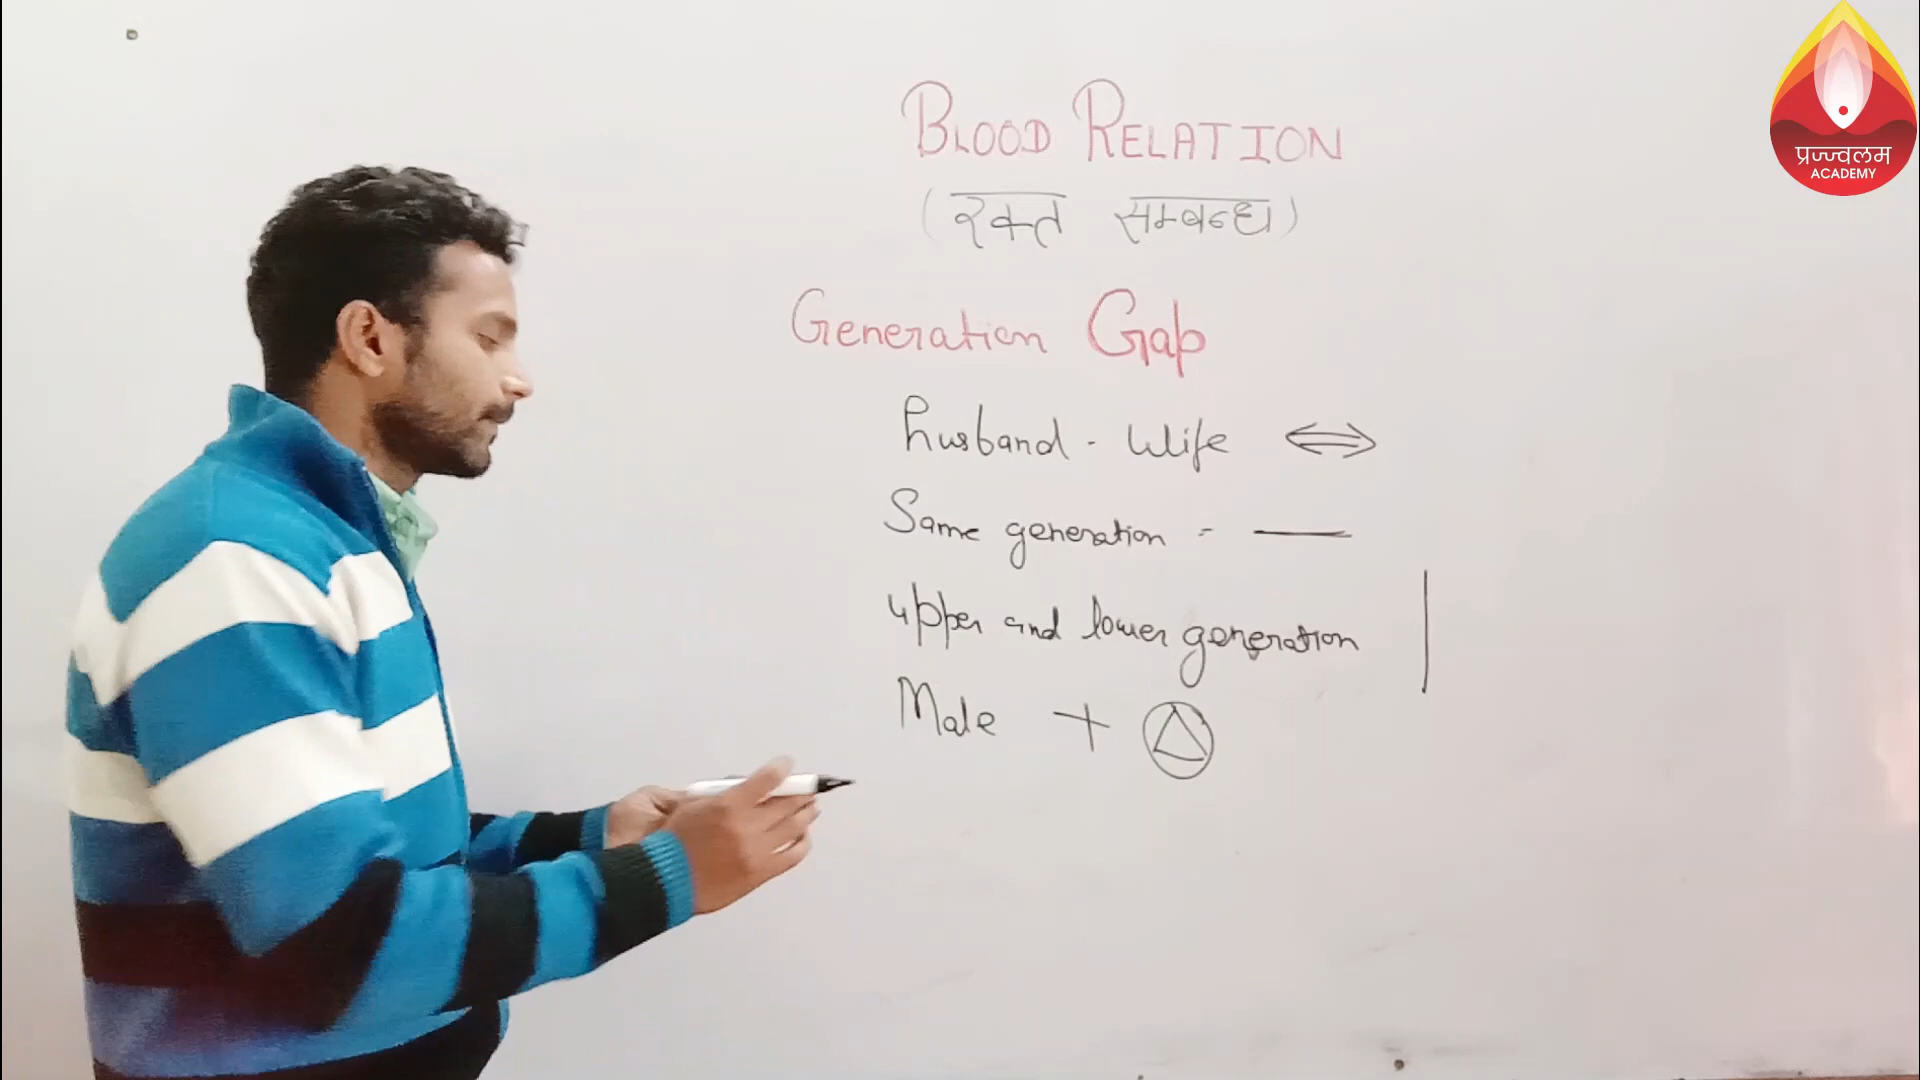 BLOOD RELATION
(रक्त सम्बन्ध)
Generation Gap
husband - Wife ⇔
Same generation - —
upper and lower generation |
Male + △
प्रज्ज्वलम
ACADEMY